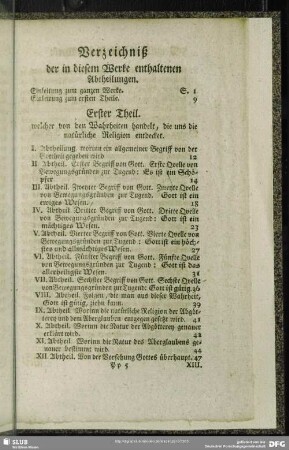 Verzeichniß
der in diesem Werke enthaltenen
Abtheilungen.
Einleitung zum ganzen Werke. S. 1
Einleitung zum ersten Theile. 9
Erster Theil.
welcher von den Wahrheiten handelt, die uns die
natürliche Religion entdecket.
I. Abtheilung, worinn ein allgemeiner Begriff von der
Gottheit gegeben wird 12
II. Abtheil. Erster Begriff von Gott. Erste Quelle von
Bewegungsgründen zur Tugend: Es ist ein Schö-
pfer 14
III. Abtheil. Zweyter Begriff von Gott. Zweyte Quelle
von Bewegungsgründen zur Tugend. Gott ist ein
ewiges Wesen. 18
IV. Abtheil Dritter Begriff von Gott. Dritte Quelle
von Bewegungsgründen zur Tugend: Gott ist ein
mächtiges Wesen. 23
V. Abtheil. Vierter Begriff von Gott. Vierte Quelle von
Bewegungsgründen zur Tugend: Gott ist ein höch-
stes und allmächtiges Wesen. 27
VI. Abtheil. Fünfter Begriff von Gott. Fünfte Quelle
von Bewegungsgründen zur Tugend: Gott ist das
allerheiligste Wesen. 31
VII. Abtheil. Sechster Begriff von Gott. Sechste Quelle
von Bewegungsgründen zur Tugend: Gott ist gütig 36
VIII. Abtheil. Folgen, die man aus dieser Wahrheit,
Gott ist gütig, ziehn kann. 39
IX. Abtheil Worinn die natürliche Religion der Abgöt-
terey und dem Aberglauben entgegen gesetzt wird. 41
X. Abtheil. Worinn die Natur der Abgötterey genauer
erkläret wird. 42
XI. Abtheil. Worinn die Natur des Aberglaubens ge-
nauer bestimmt wird. 44
XII. Abtheil. Von der Vorsehung Gottes überhaupt. 47
Pp 5 XIII.
SLUB
DFG